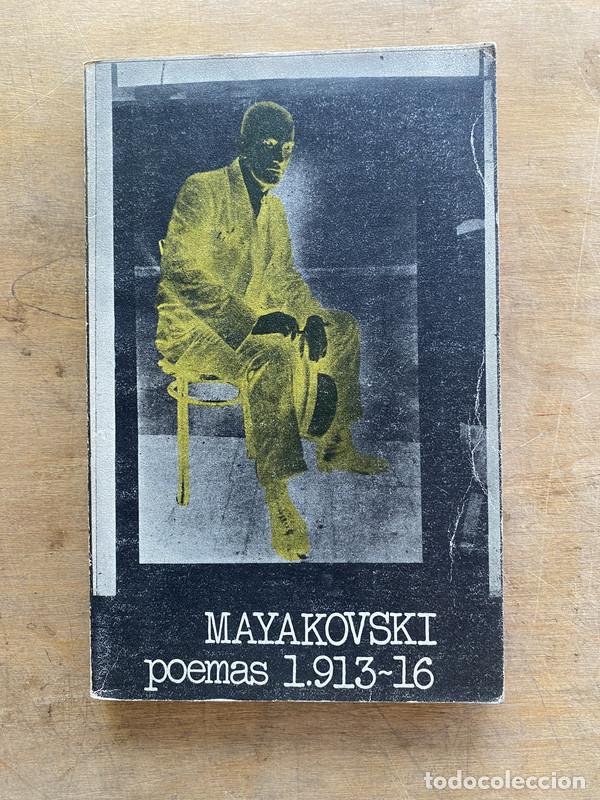 MAYAKOVSKI
poemas 1.913~16
todocoleccion